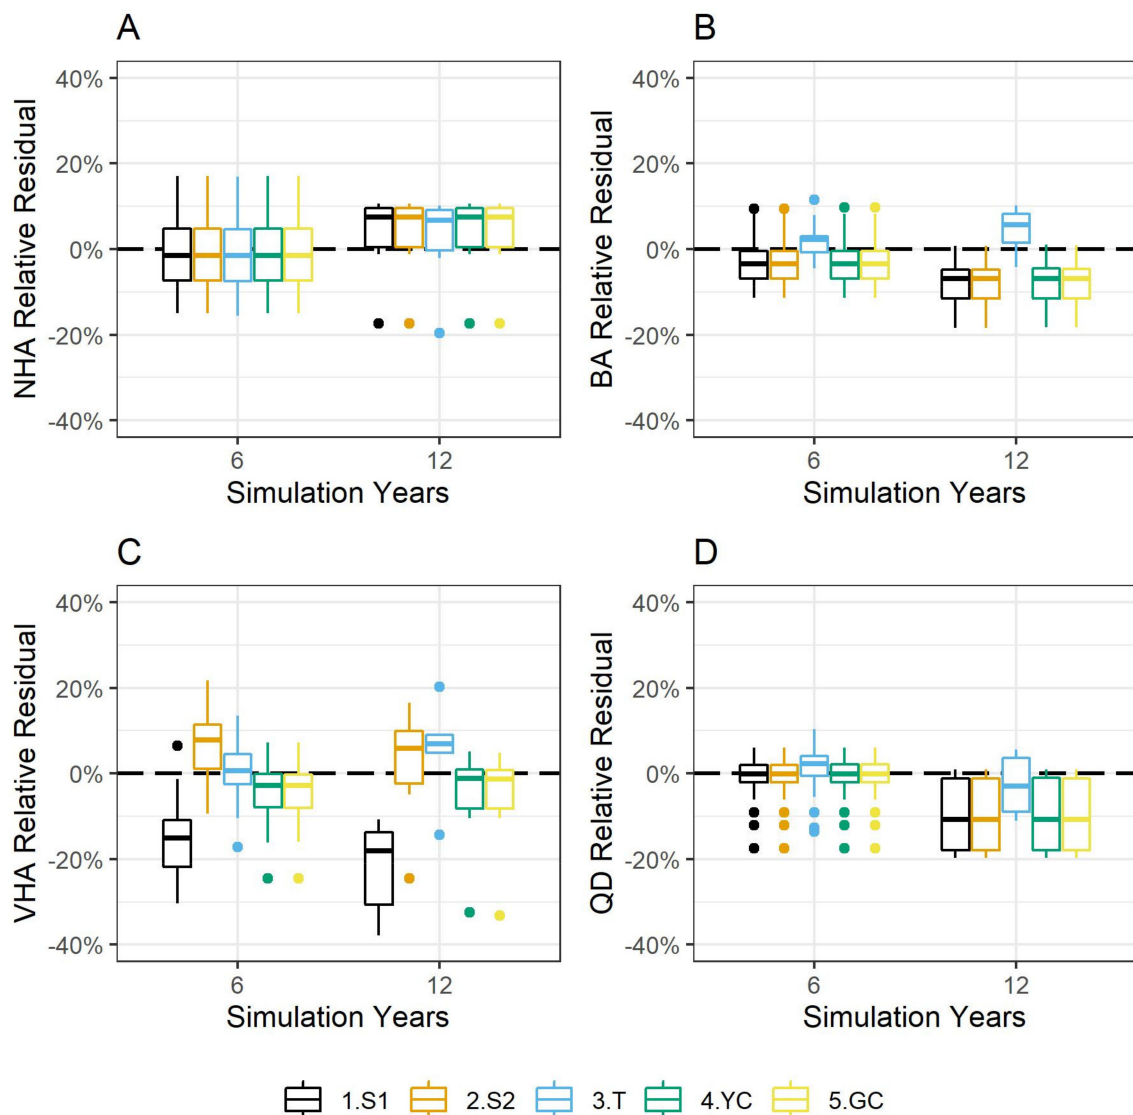 A
NHA Relative Residual
40%
20%
0%
-20%
-40%
6
12
Simulation Years
B
BA Relative Residual
40%
20%
0%
-20%
-40%
6
12
Simulation Years
C
VHA Relative Residual
40%
20%
0%
-20%
-40%
6
12
Simulation Years
D
QD Relative Residual
40%
20%
0%
-20%
-40%
6
12
Simulation Years
1.S1 2.S2 3.T 4.YC 5.GC